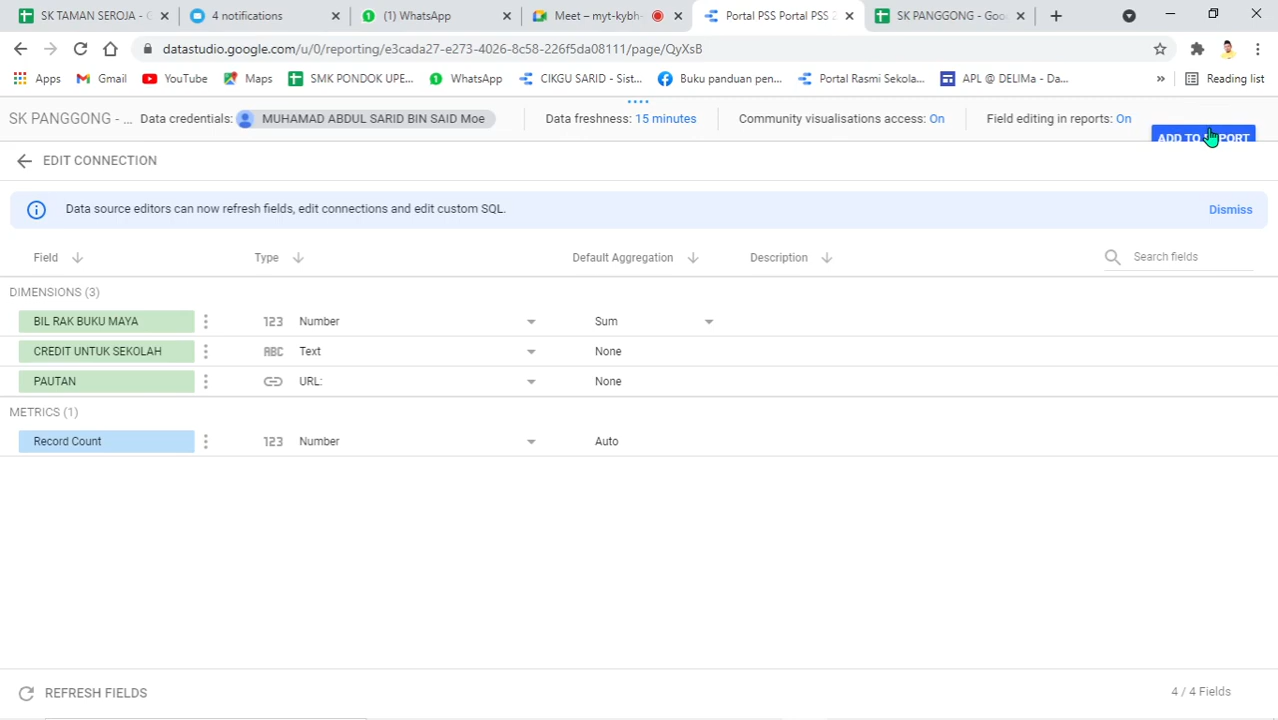 SK TAMAN SEROJA - G
4 notifications
(1) WhatsApp
Meet – myt-kybh-
Portal PSS Portal PSS 2
SK PANGGONG - Goo
datastudio.google.com/u/0/reporting/e3cada27-e273-4026-8c58-226f5da08111/page/QyXsB
Apps
Gmail
YouTube
Maps
SMK PONDOK UPE...
WhatsApp
CIKGU SARID - Sist...
Buku panduan pen...
Portal Rasmi Sekola...
APL @ DELIMa - Da...
»
Reading list
SK PANGGONG - ...
Data credentials: MUHAMAD ABDUL SARID BIN SAID Moe
Data freshness: 15 minutes
Community visualisations access: On
Field editing in reports: On
ADD TO REPORT
EDIT CONNECTION
Data source editors can now refresh fields, edit connections and edit custom SQL.
Dismiss
Field
Type
Default Aggregation
Description
Search fields
DIMENSIONS (3)
BIL RAK BUKU MAYA
123 Number
Sum
CREDIT UNTUK SEKOLAH
ABC Text
None
PAUTAN
URL:
None
METRICS (1)
Record Count
123 Number
Auto
REFRESH FIELDS
4 / 4 Fields